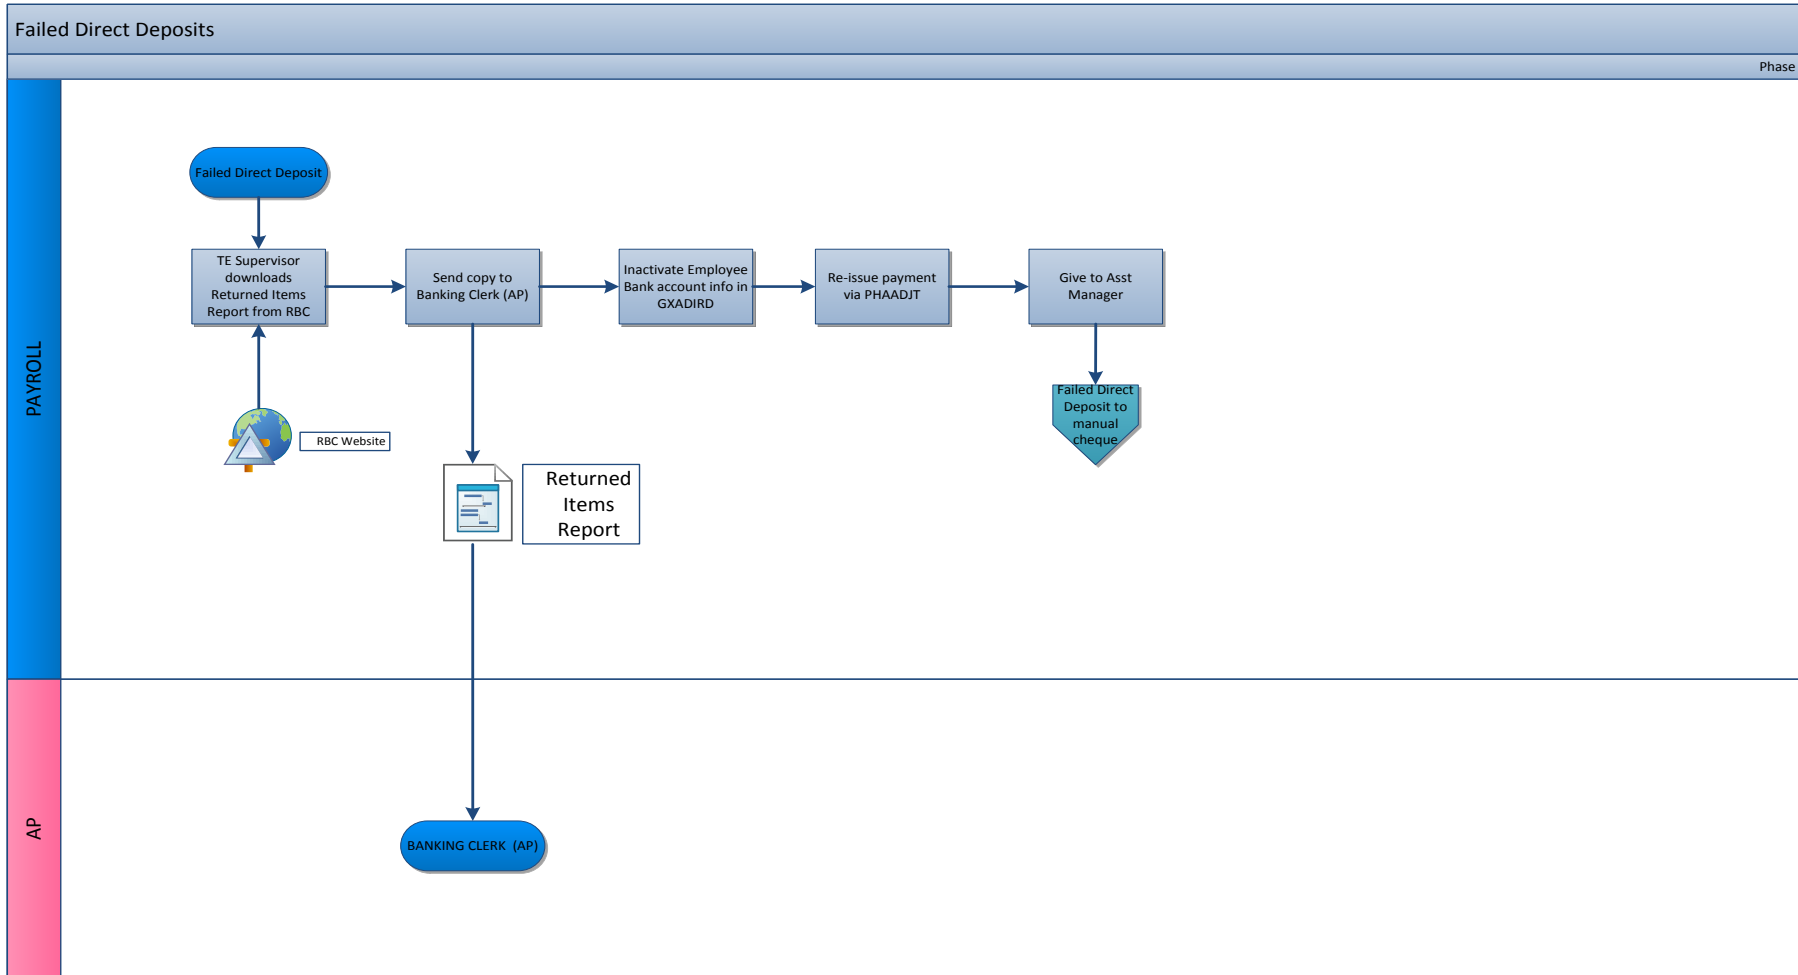 Failed Direct Deposits
Phase
PAYROLL
Failed Direct Deposit
TE Supervisor
downloads
Returned Items
Report from RBC
Send copy to
Banking Clerk (AP)
Inactivate Employee
Bank account info in
GXADIRD
Re-issue payment
via PHAADJT
Give to Asst
Manager
RBC Website
Failed Direct
Deposit to
manual
cheque
Returned
Items
Report
AP
BANKING CLERK (AP)